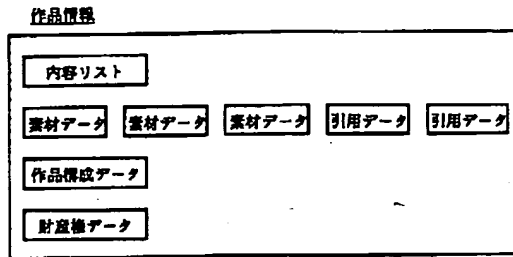 作品情報
内容リスト
素材データ 素材データ 素材データ 引用データ 引用データ
作品構成データ
財産権データ